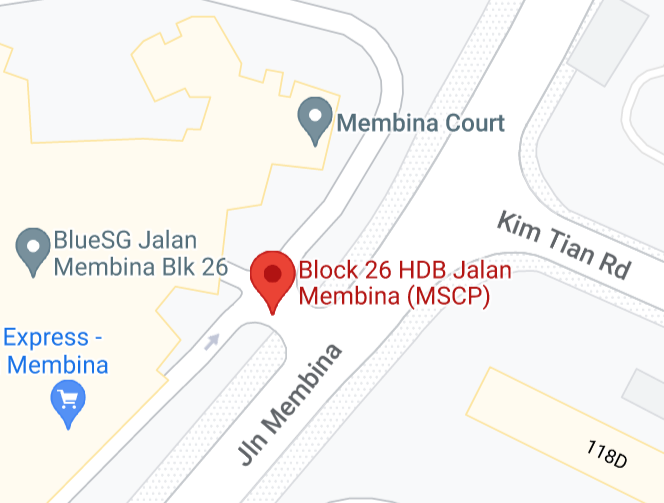 Membina Court
Kim Tian Rd
BlueSG Jalan
Membina Blk 26
Block 26 HDB Jalan
Membina (MSCP)
Express -
Membina
Jln Membina
118D